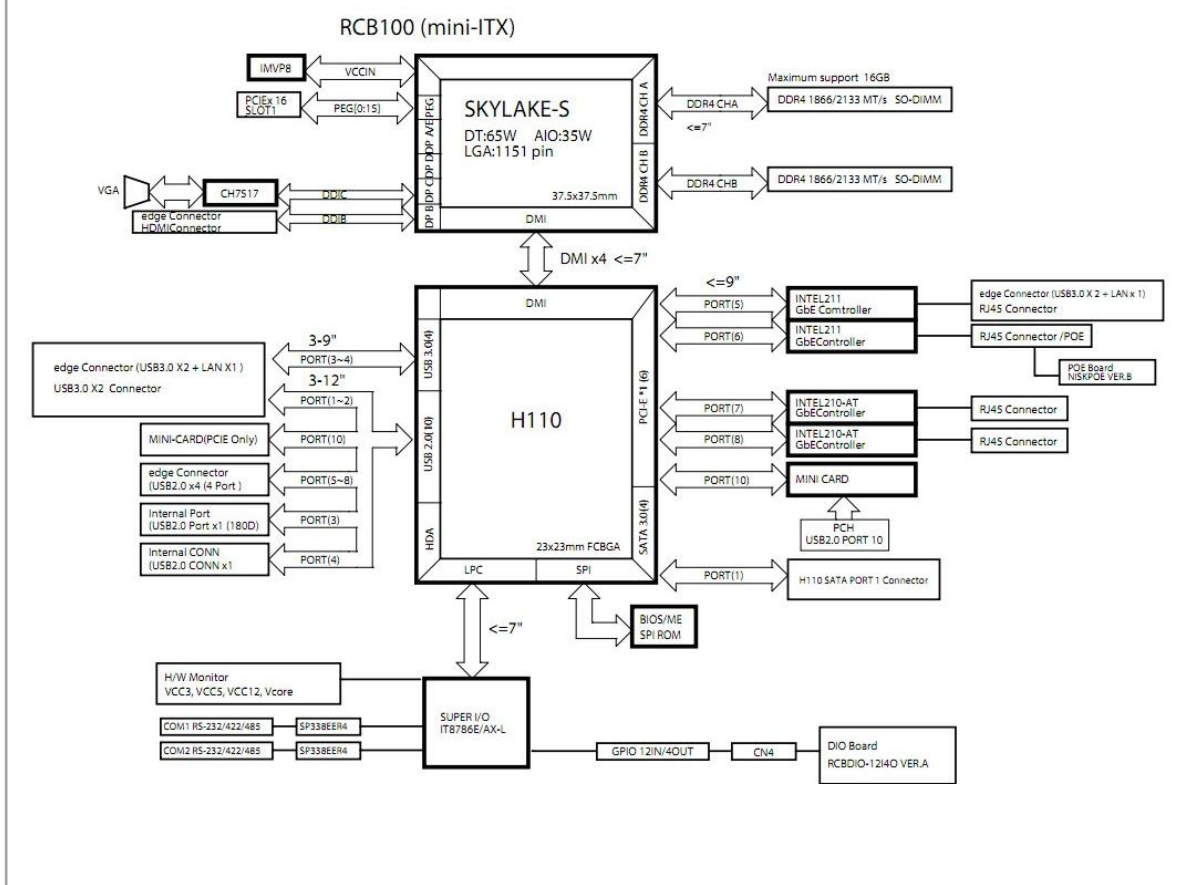 RCB100 (mini-ITX)
IMVP8
VCCIN
PCIEx 16
SLOT1
PEG[0:15]
VGA
CH7517
DDIC
edge Connector
HDMIConnector
DDIB
PEG
DDP A/E
DDP
DP C
DP B
SKYLAKE-S
DT:65W AIO:35W
LGA:1151 pin
37.5x37.5mm
DMI
DDR4 CH A
DDR4 CH B
Maximum support 16GB
DDR4 CHA
<=7"
DDR4 1866/2133 MT/s SO-DIMM
DDR4 CHB
DDR4 1866/2133 MT/s SO-DIMM
DMI x4 <=7"
DMI
H110
23x23mm FCBGA
USB 3.0(4)
USB 2.0(10)
HDA
LPC
SPI
PCI-E *1 (6)
SATA 3.0(4)
edge Connector (USB3.0 X2 + LAN X1 )
USB3.0 X2 Connector
3-9"
PORT(3~4)
3-12"
PORT(1~2)
MINI-CARD(PCIE Only)
PORT(10)
edge Connector
(USB2.0 x4 (4 Port )
PORT(5~8)
Internal Port
(USB2.0 Port x1 (180D)
PORT(3)
Internal CONN
(USB2.0 CONN x1
PORT(4)
<=9"
PORT(5)
INTEL211
GbE Comtroller
edge Connector (USB3.0 X 2 + LAN x 1)
RJ45 Connector
PORT(6)
INTEL211
GbEController
RJ45 Connector /POE
POE Board
NISKPOE VER.B
PORT(7)
INTEL210-AT
GbEController
RJ45 Connector
PORT(8)
INTEL210-AT
GbEController
RJ45 Connector
PORT(10)
MINI CARD
PCH
USB2.0 PORT 10
PORT(1)
H110 SATA PORT 1 Connector
BIOS/ME
SPI ROM
<=7"
H/W Monitor
VCC3, VCC5, VCC12, Vcore
COM1 RS-232/422/485
SP338EER4
COM2 RS-232/422/485
SP338EER4
SUPER I/O
IT8786E/AX-L
GPIO 12IN/4OUT
CN4
DIO Board
RCBDIO-12I4O VER.A